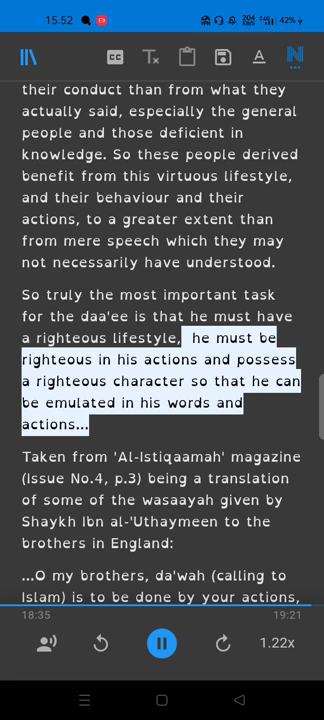 15.52
204
KB/S
42%
CC
T×
A
N
their conduct than from what they
actually said, especially the general
people and those deficient in
knowledge. So these people derived
benefit from this virtuous lifestyle,
and their behaviour and their
actions, to a greater extent than
from mere speech which they may
not necessarily have understood.
So truly the most important task
for the daa'ee is that he must have
a righteous lifestyle, he must be
righteous in his actions and possess
a righteous character so that he can
be emulated in his words and
actions...
Taken from 'Al-Istiqaamah' magazine
(Issue No.4, p.3) being a translation
of some of the wasaayah given by
Shaykh Ibn al-'Uthaymeen to the
brothers in England:
...O my brothers, da'wah (calling to
Islam) is to be done by your actions,
18:35 19:21
1.22x